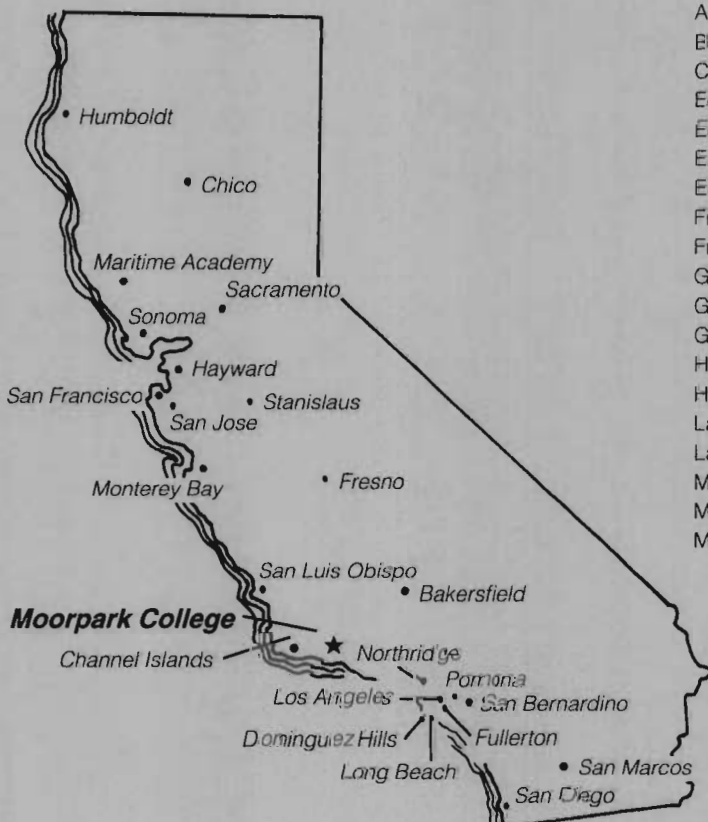 Humboldt
Chico
Maritime Academy
Sacramento
Sonoma
Hayward
San Francisco
Stanislaus
San Jose
Monterey Bay
Fresno
San Luis Obispo
Bakersfield
Moorpark College
Channel Islands
Northridge
Pomona
Los Angeles
San Bernardino
Dominguez Hills
Fullerton
Long Beach
San Marcos
San Diego